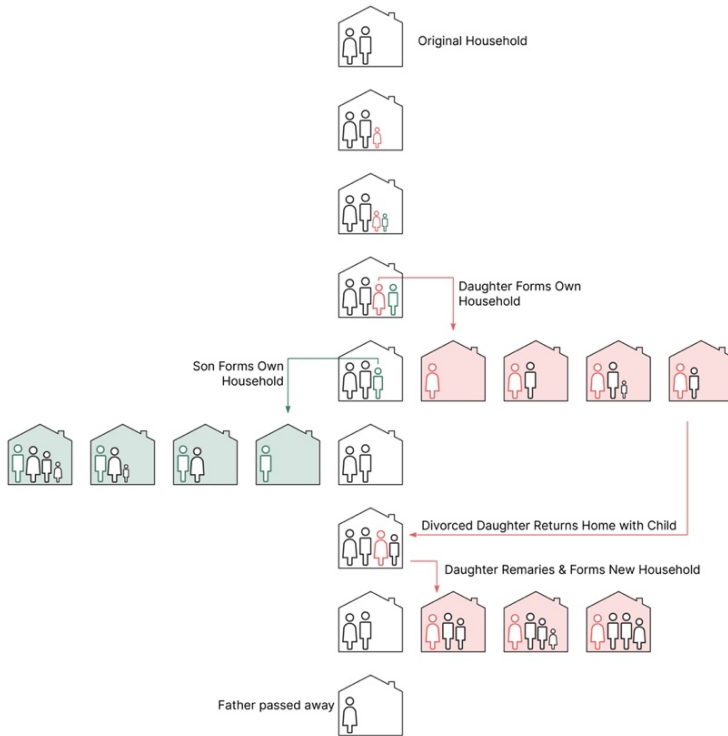 Original Household
Daughter Forms Own
Household
Son Forms Own
Household
Divorced Daughter Returns Home with Child
Daughter Remaries & Forms New Household
Father passed away